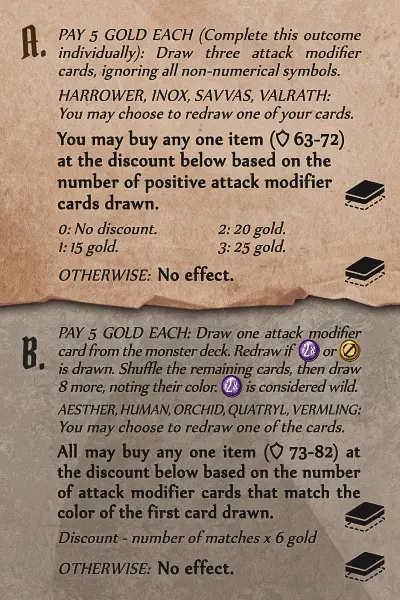 A. PAY 5 GOLD EACH (Complete this outcome
individually): Draw three attack modifier
cards, ignoring all non-numerical symbols.
HARROWER, INOX, SAVVAS, VALRATH:
You may choose to redraw one of your cards.
You may buy any one item ( 63-72)
at the discount below based on the
number of positive attack modifier
cards drawn.
0: No discount. 2: 20 gold.
1: 15 gold. 3: 25 gold.
OTHERWISE: No effect.
B. PAY 5 GOLD EACH: Draw one attack modifier
card from the monster deck. Redraw if 2x or
is drawn. Shuffle the remaining cards, then draw
8 more, noting their color. 2x is considered wild.
AESTHER, HUMAN, ORCHID, QUATRYL, VERMLING:
You may choose to redraw one of the cards.
All may buy any one item ( 73-82) at
the discount below based on the number
of attack modifier cards that match the
color of the first card drawn.
Discount - number of matches x 6 gold
OTHERWISE: No effect.